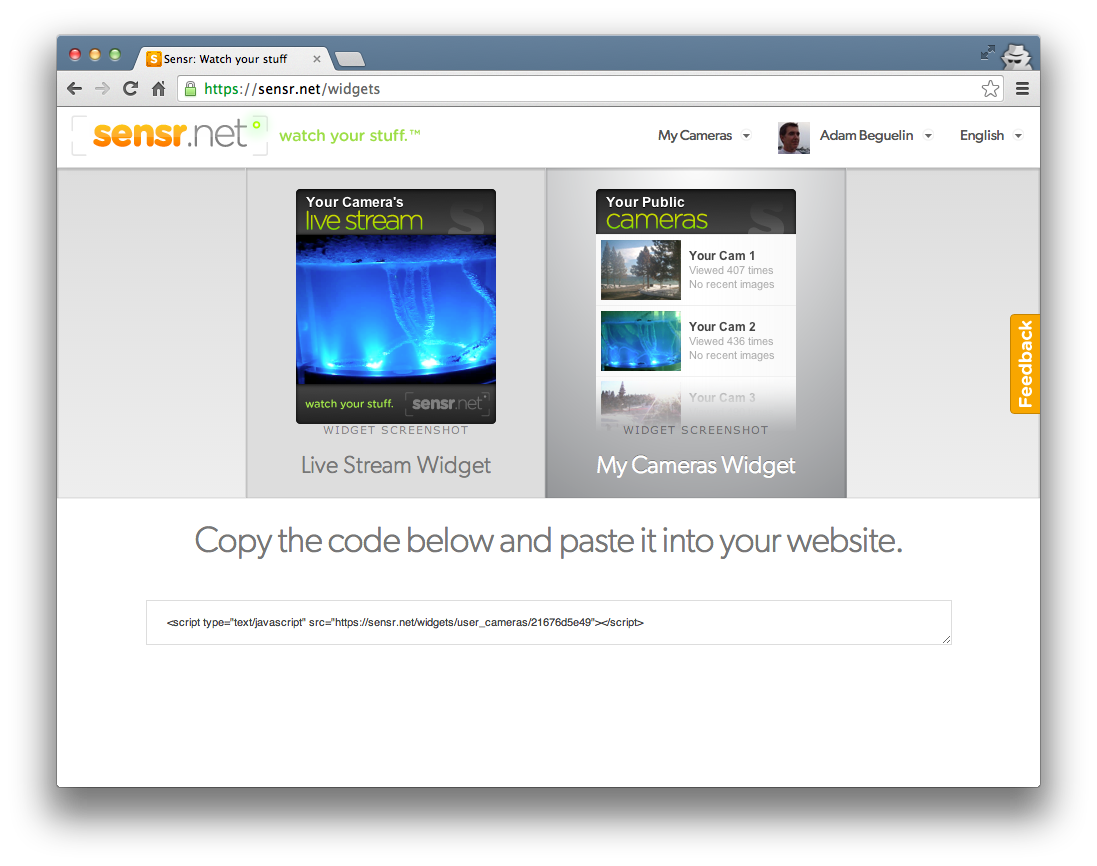 Sensr: Watch your stuff
https://sensr.net/widgets
sensr.net
watch your stuff.™
My Cameras
Adam Beguelin
English
Your Camera's
live stream
watch your stuff.
sensr.net
WIDGET SCREENSHOT
Live Stream Widget
Your Public
cameras
Your Cam 1
Viewed 407 times
No recent images
Your Cam 2
Viewed 436 times
No recent images
Your Cam 3
WIDGET SCREENSHOT
My Cameras Widget
Feedback
Copy the code below and paste it into your website.
<script type="text/javascript" src="https://sensr.net/widgets/user_cameras/21676d5e49"></script>